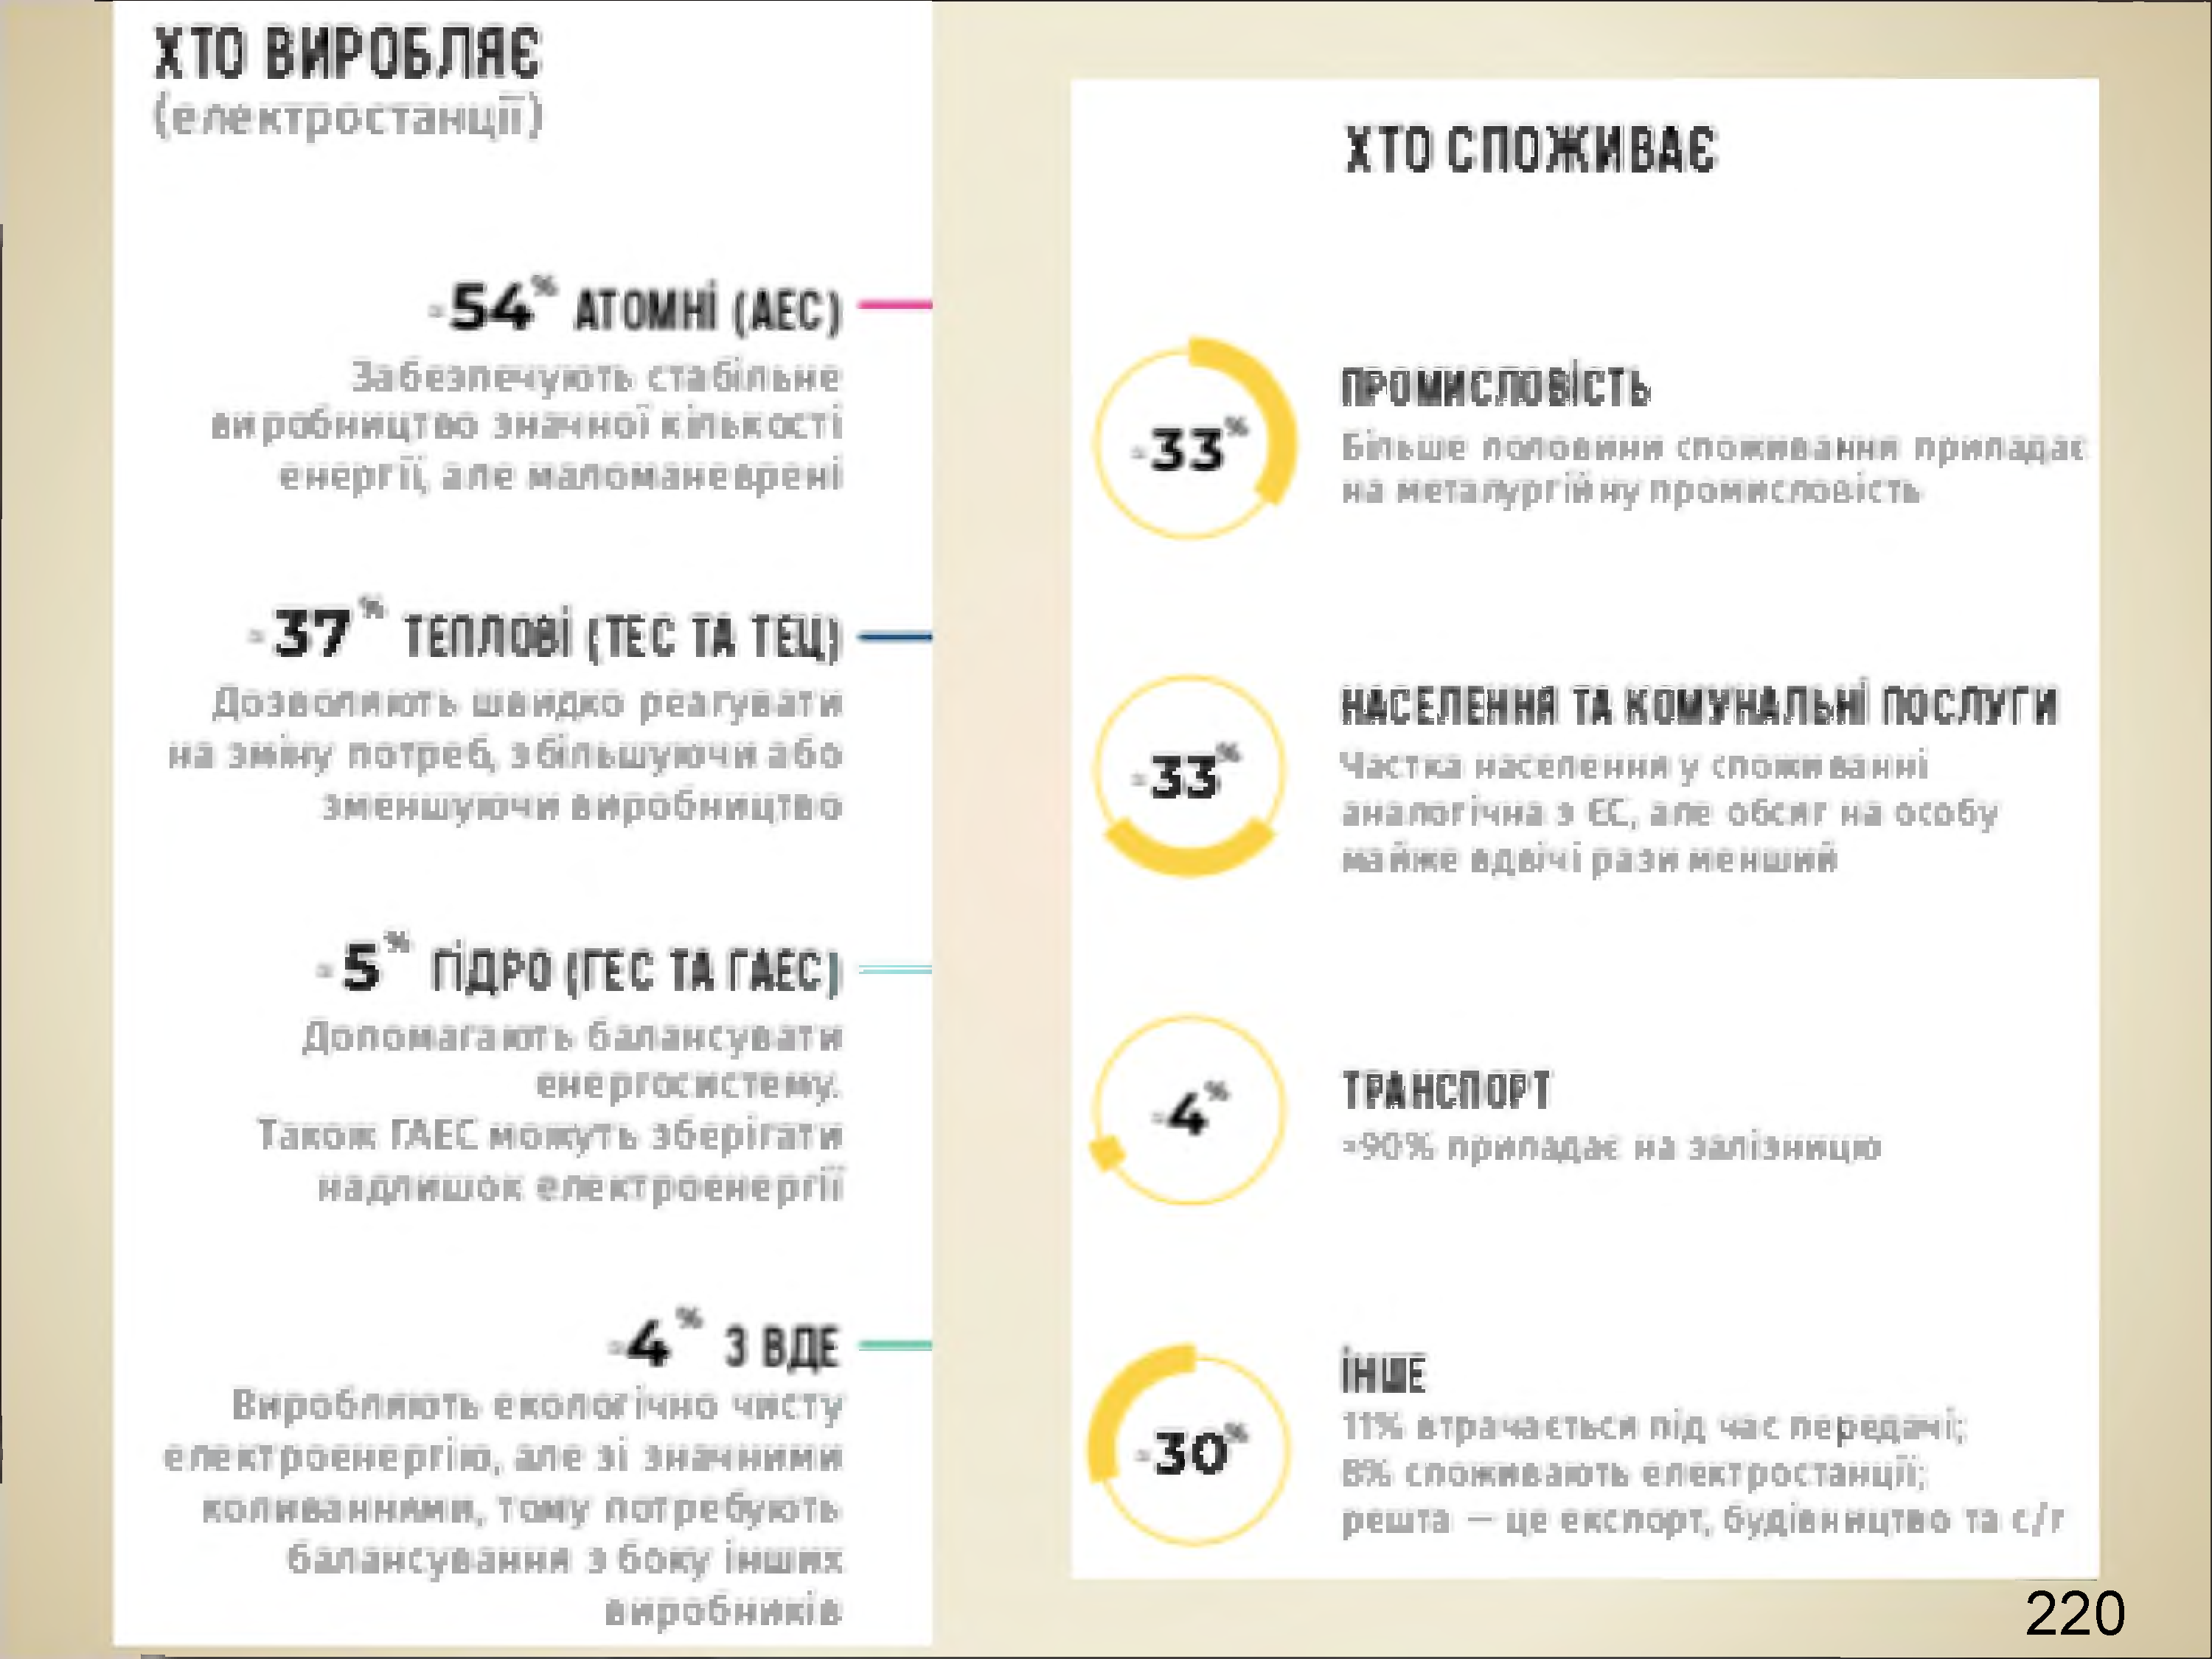 ХТО ВИРОБЛЯЄ
(електростанції)
≈54% АТОМНІ (АЕС)
Забезпечують стабільне
виробництво значної кількості
енергії, але маломаневрені
≈37% ТЕПЛОВІ (ТЕС ТА ТЕЦ)
Дозволяють швидко реагувати
на зміну потреб, збільшуючи або
зменшуючи виробництво
≈5% ГІДРО (ГЕС ТА ГАЕС)
Допомагають балансувати
енергосистему.
Також ГАЕС можуть зберігати
надлишок електроенергії
≈4% З ВДЕ
Виробляють екологічно чисту
електроенергію, але зі значними
коливаннями, тому потребують
балансування з боку інших
виробників
ХТО СПОЖИВАЄ
≈33%
ПРОМИСЛОВІСТЬ
Більше половини споживання припадає
на металургійну промисловість
≈33%
НАСЕЛЕННЯ ТА КОМУНАЛЬНІ ПОСЛУГИ
Частка населення у споживанні
аналогічна з ЄС, але обсяг на особу
майже вдвічі рази менший
≈4%
ТРАНСПОРТ
≈90% припадає на залізницю
≈30%
ІНШЕ
11% втрачається під час передачі;
8% споживають електростанції;
решта — це експорт, будівництво та с/г
220